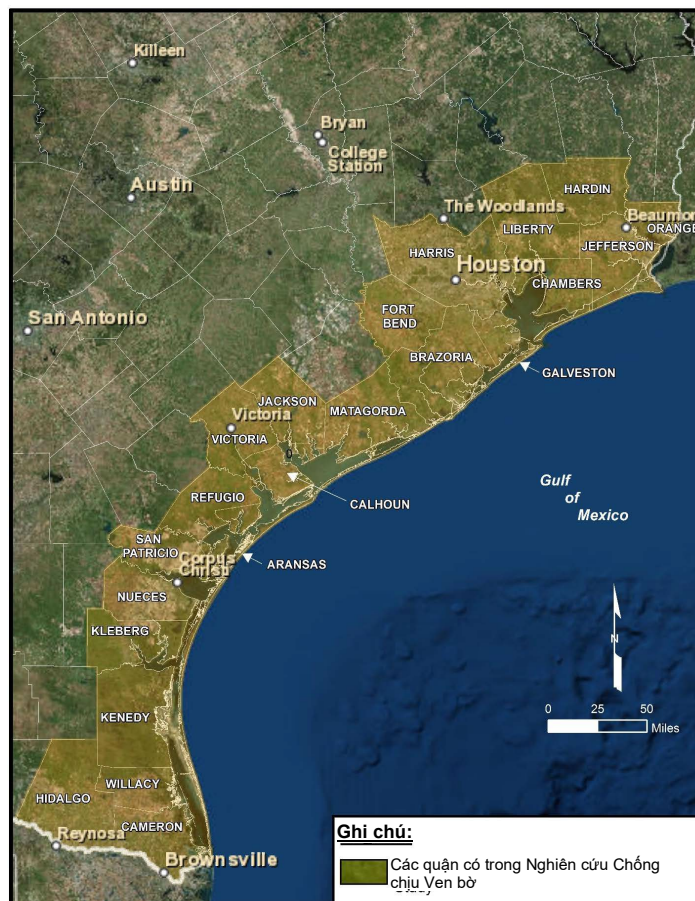 Killeen
Bryan
College
Station
Austin
HARDIN
The Woodlands
LIBERTY
Beaumon
ORANGE
HARRIS
JEFFERSON
Houston
CHAMBERS
San Antonio
FORT
BEND
BRAZORIA
GALVESTON
JACKSON
MATAGORDA
Victoria
VICTORIA
Gulf
of
Mexico
REFUGIO
CALHOUN
SAN
PATRICIO
Corpus
Christi
ARANSAS
NUECES
KLEBERG
N
KENEDY
0 25 50
Miles
WILLACY
HIDALGO
CAMERON
Reynosa
Brownsville
Ghi chú:
Các quận có trong Nghiên cứu Chống
chịu Ven bờ